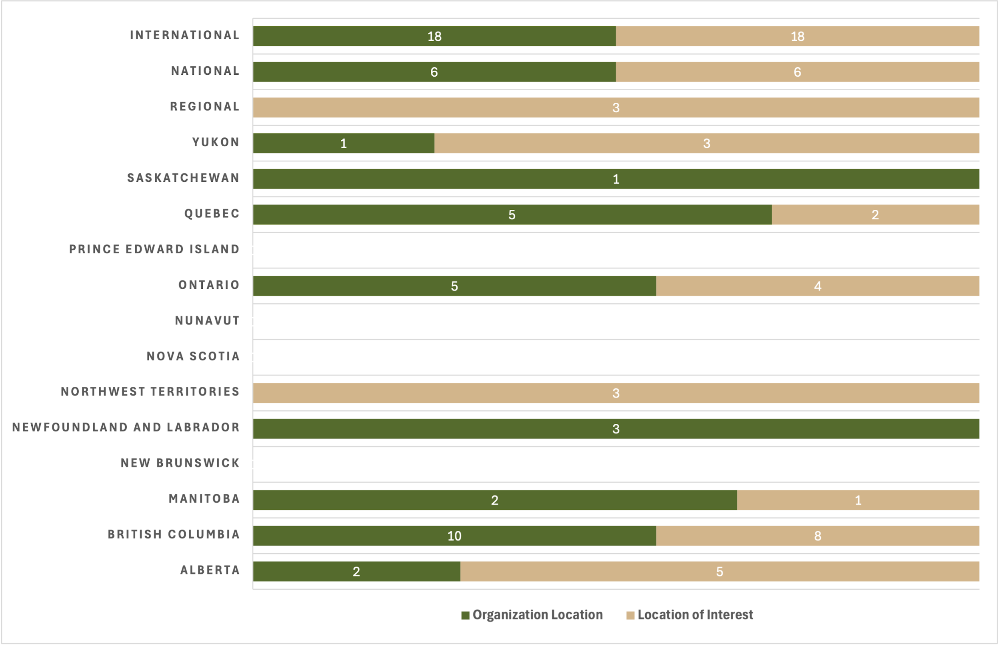 INTERNATIONAL 18 18
NATIONAL 6 6
REGIONAL 3
YUKON 1 3
SASKATCHEWAN 1
QUEBEC 5 2
PRINCE EDWARD ISLAND
ONTARIO 5 4
NUNAVUT
NOVA SCOTIA
NORTHWEST TERRITORIES 3
NEWFOUNDLAND AND LABRADOR 3
NEW BRUNSWICK
MANITOBA 2 1
BRITISH COLUMBIA 10 8
ALBERTA 2 5
Organization Location Location of Interest